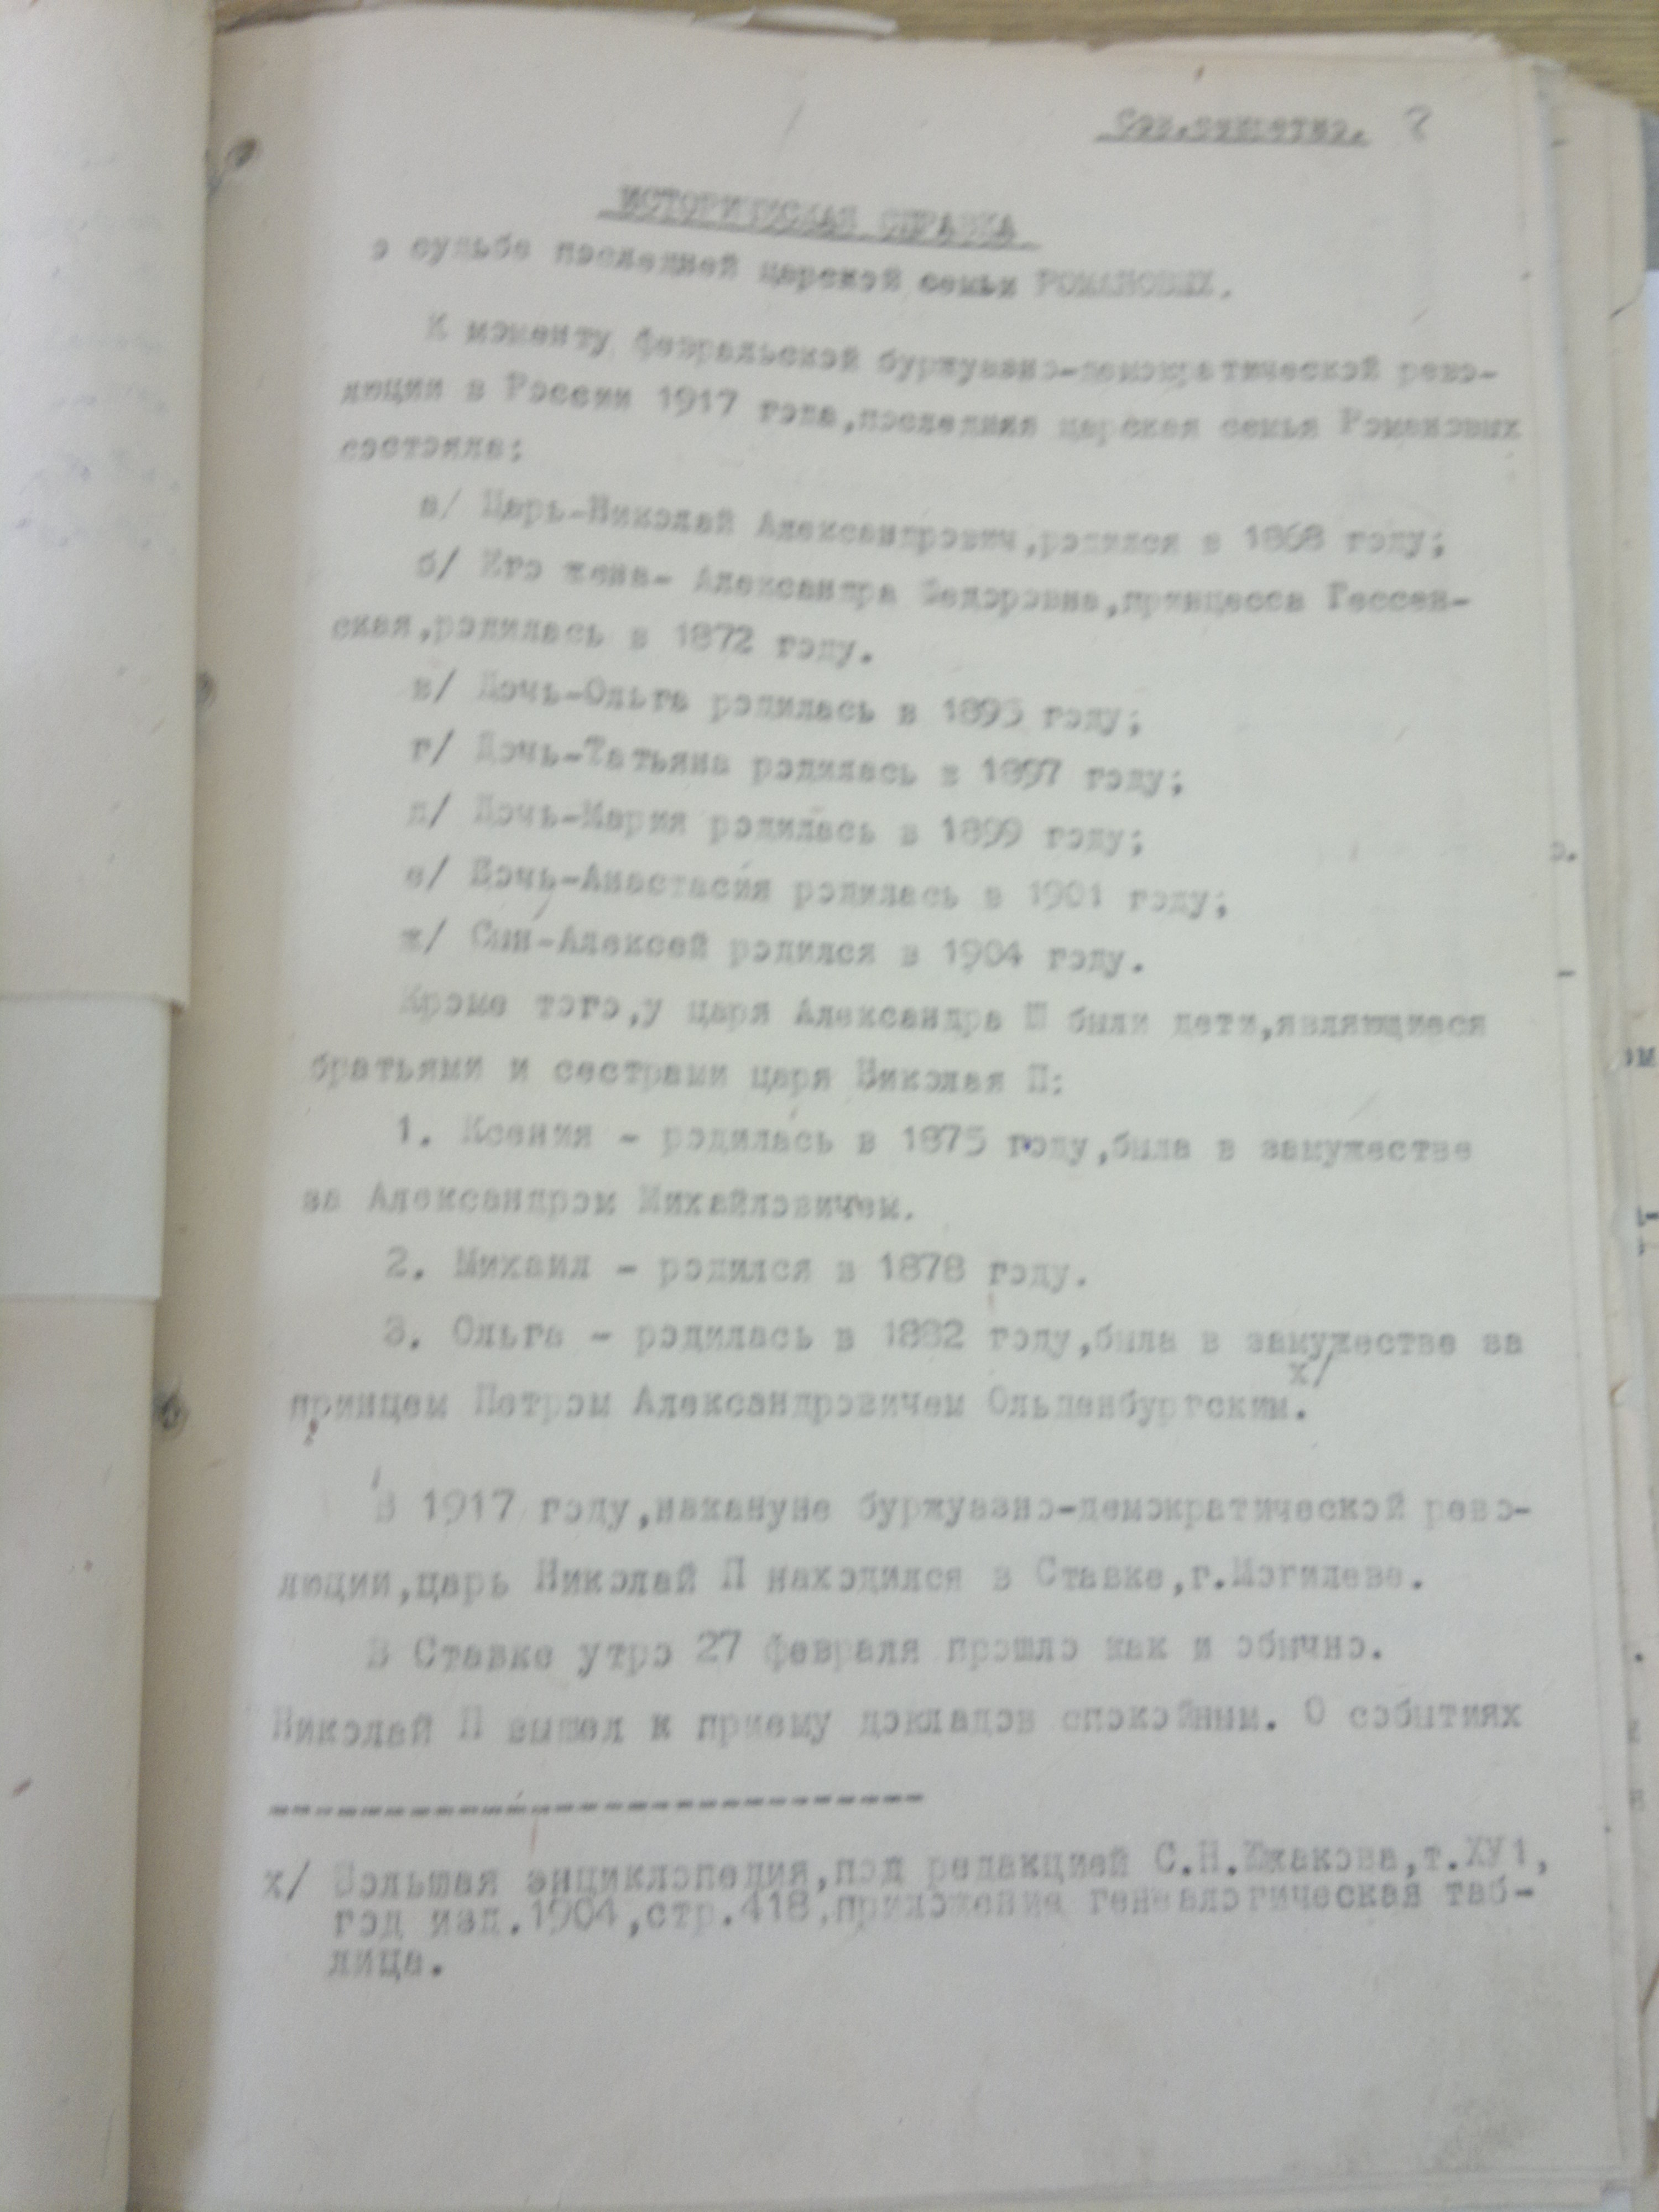 Сов.секретно. 2
ИСТОРИЧЕСКАЯ СПРАВКА
о судьбе последней царской семьи РОМАНОВЫХ.
К моменту февральской буржуазно-демократической рево-
люции в России 1917 года,последняя царская семья Романовых
состояла:
а/ Царь-Николай Александрович,родился в 1868 году;
б/ Его жена- Александра Федоровна,принцесса Гессен-
ская,родилась в 1872 году.
в/ Дочь-Ольга родилась в 1895 году;
г/ Дочь-Татьяна родилась в 1897 году;
д/ Дочь-Мария родилась в 1899 году;
е/ Дочь-Анастасия родилась в 1901 году;
ж/ Сын-Алексей родился в 1904 году.
Кроме того,у царя Александра Ш были дети,являющиеся
братьями и сестрами царя Николая П:
1. Ксения - родилась в 1875 году,была в замужестве
за Александром Михайловичем.
2. Михаил - родился в 1878 году.
3. Ольга - родилась в 1882 году,была в замужестве за
принцем Петром Александровичем Ольденбургским.х/
В 1917 году,накануне буржуазно-демократической рево-
люции,царь Николай П находился в Ставке,г.Могилеве.
В Ставке утро 27 февраля прошло как и обычно.
Николай П вышел к приему докладов спокойным. О событиях
----------------------------
х/ Большая энциклопедия,под редакцией С.Н.Южакова,т.ХУ1,
год изд.1904,стр.418,приложение генеалогическая таб-
лица.